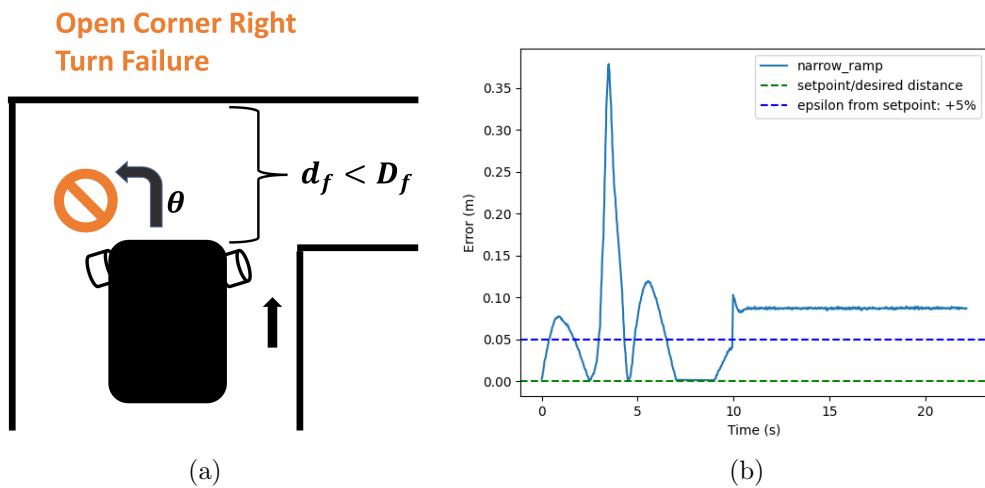 Open Corner Right
Turn Failure
θ
d_f < D_f
(a)
narrow_ramp
setpoint/desired distance
epsilon from setpoint: +5%
Error (m)
0.35
0.30
0.25
0.20
0.15
0.10
0.05
0.00
0
5
10
15
20
Time (s)
(b)